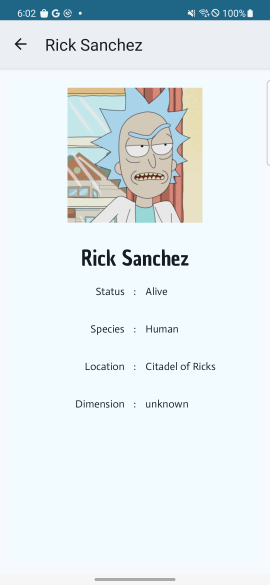 6:02 100%
Rick Sanchez
Rick Sanchez
Status : Alive
Species : Human
Location : Citadel of Ricks
Dimension : unknown